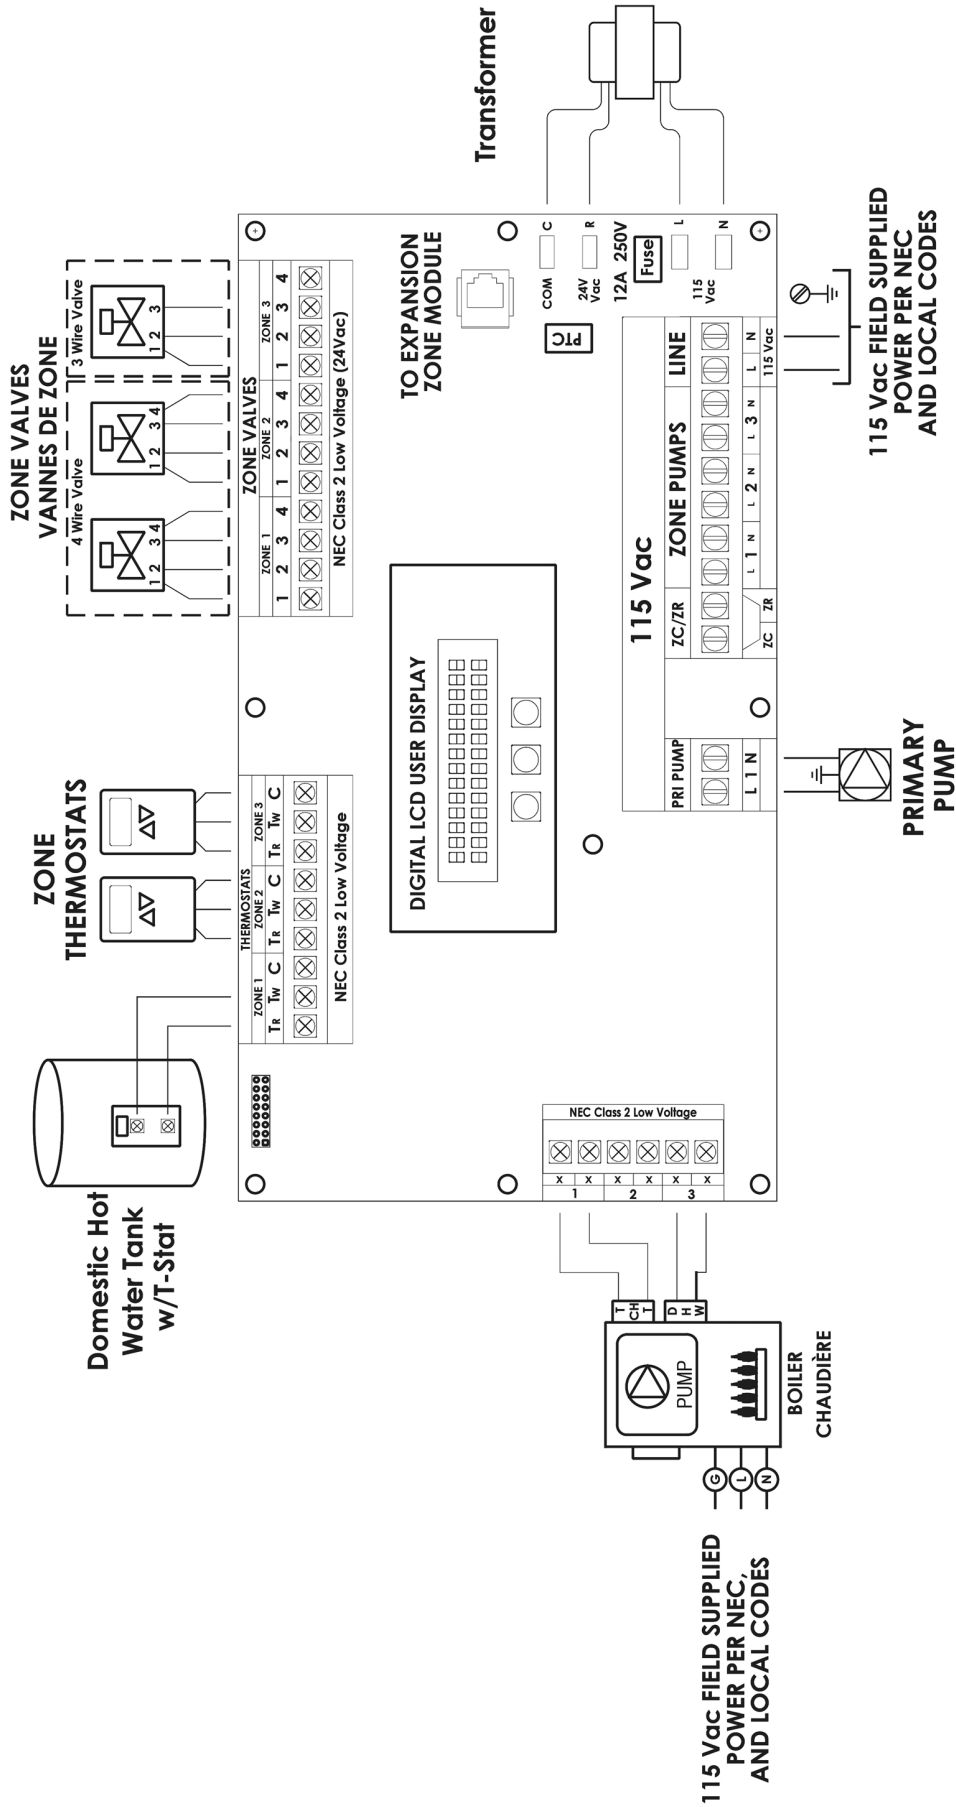 Domestic Hot
Water Tank
w/T-Stat
ZONE
THERMOSTATS
ZONE VALVES
VANNES DE ZONE
4 Wire Valve
1 2 3 4
1 2 3 4
3 Wire Valve
1 2 3
THERMOSTATS
ZONE 1
ZONE 2
ZONE 3
TR TW C TR TW C TR TW C
NEC Class 2 Low Voltage
ZONE VALVES
ZONE 1
ZONE 2
ZONE 3
1 2 3 4 1 2 3 4 1 2 3 4
NEC Class 2 Low Voltage (24Vac)
DIGITAL LCD USER DISPLAY
TO EXPANSION
ZONE MODULE
PTC
Transformer
COM
C
24V
Vac
R
12A 250V
Fuse
115
Vac
L
N
NEC Class 2 Low Voltage
X X X X X X
1 2 3
T
CH
T
D
H
W
PUMP
BOILER
CHAUDIÈRE
G
L
N
115 Vac FIELD SUPPLIED
POWER PER NEC,
AND LOCAL CODES
115 Vac
PRI PUMP
L 1 N
ZC/ZR
ZC
ZR
ZONE PUMPS
L 1 N
L 2 N
L 3 N
LINE
L N
115 Vac
PRIMARY
PUMP
115 Vac FIELD SUPPLIED
POWER PER NEC
AND LOCAL CODES